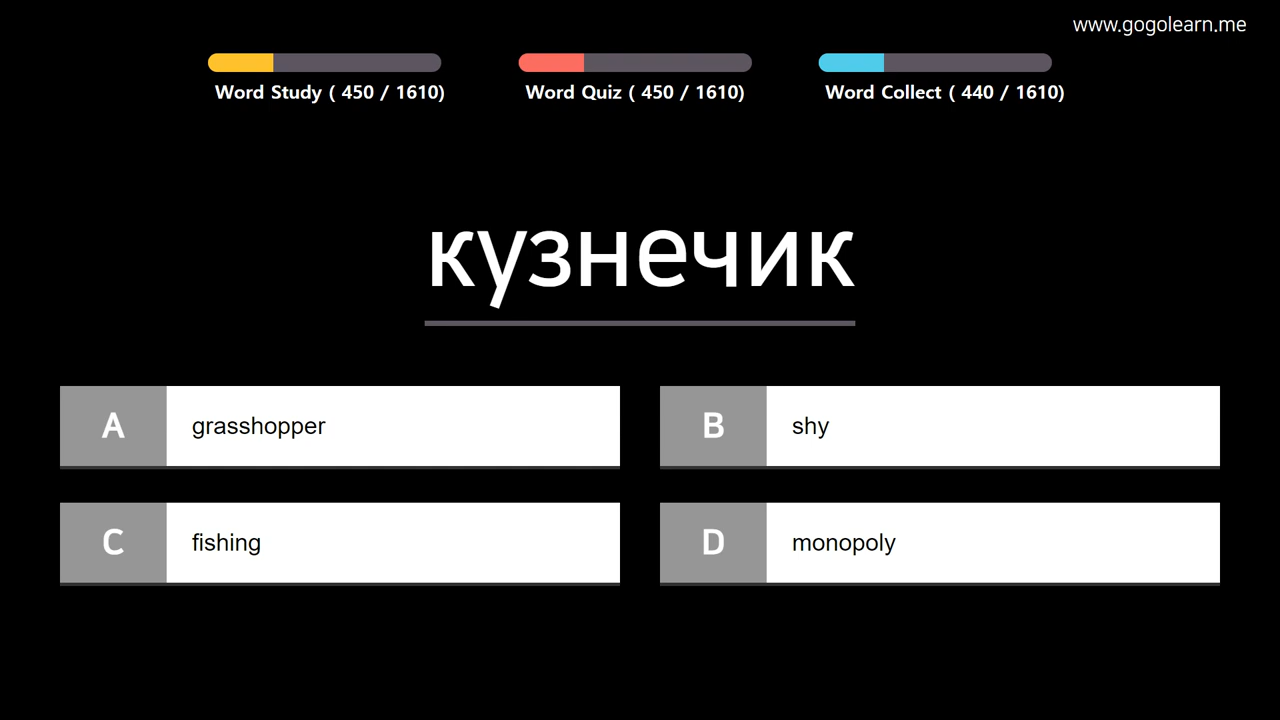 www.gogolearn.me
Word Study ( 450 / 1610)
Word Quiz ( 450 / 1610)
Word Collect ( 440 / 1610)
кузнечик
A grasshopper
B shy
C fishing
D monopoly